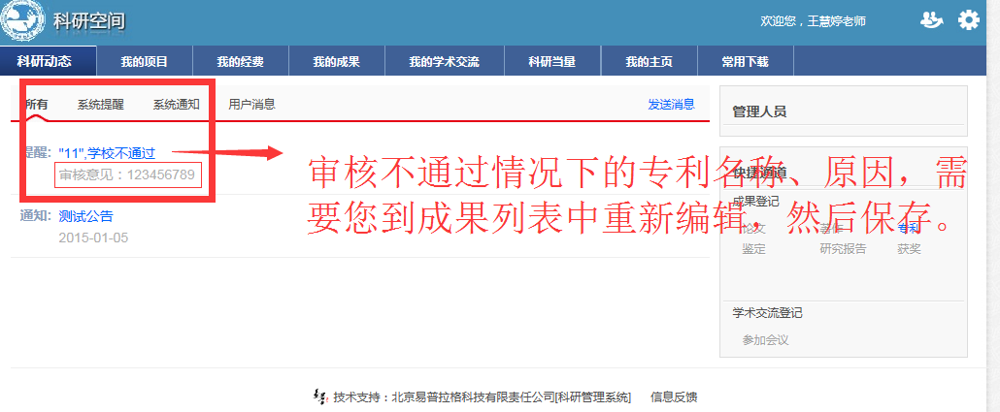 科研空间
欢迎您，王慧婷老师
科研动态 我的项目 我的经费 我的成果 我的学术交流 科研当量 我的主页 常用下载
所有 系统提醒 系统通知 用户消息 发送消息
提醒: "11",学校不通过
审核意见：123456789
通知: 测试公告
2015-01-05
审核不通过情况下的专利名称、原因，需
要您到成果列表中重新编辑，然后保存。
管理人员
快捷通道
成果登记
论文 著作 专利
鉴定 研究报告 获奖
学术交流登记
参加会议
技术支持：北京易普拉格科技有限责任公司[科研管理系统] 信息反馈